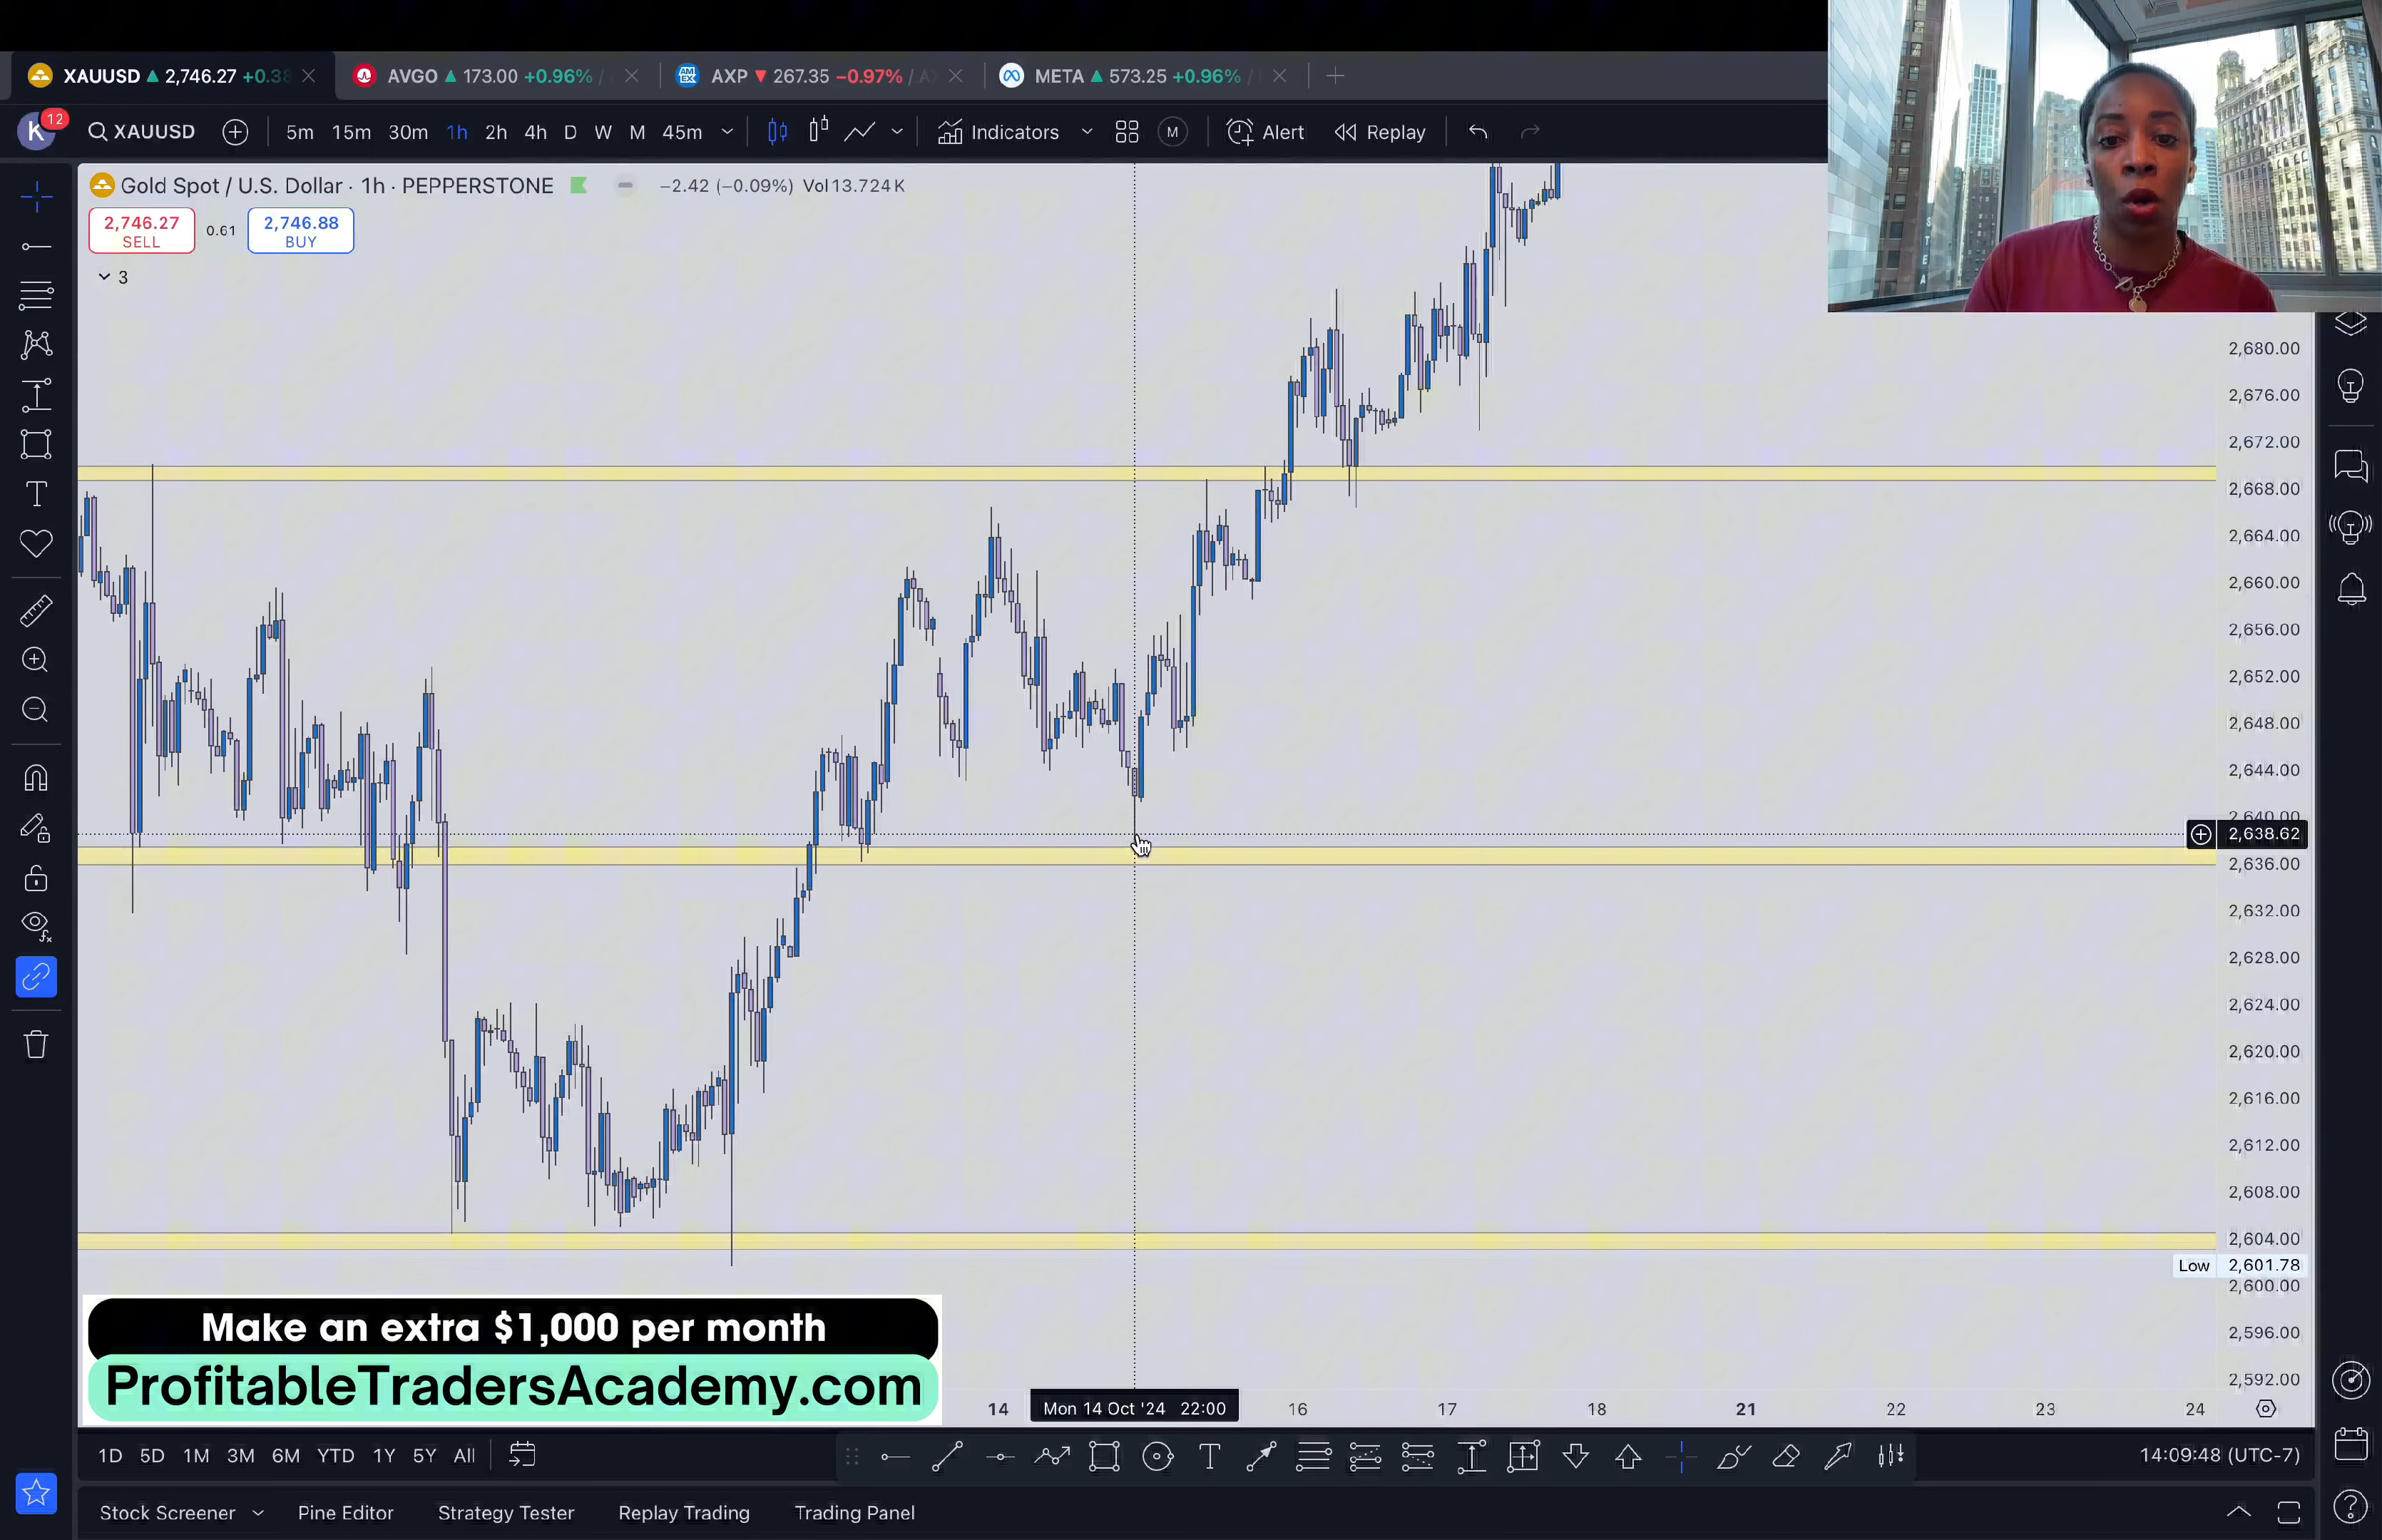 XAUUSD ▲ 2,746.27 +0.38
AVGO ▲ 173.00 +0.96% /
AXP ▼ 267.35 −0.97% / A
META ▲ 573.25 +0.96% /
K 12 XAUUSD 5m 15m 30m 1h 2h 4h D W M 45m Indicators M Alert Replay
Gold Spot / U.S. Dollar · 1h · PEPPERSTONE −2.42 (−0.09%) Vol 13.724 K
2,746.27 SELL 0.61 2,746.88 BUY
3
STEA
2,680.00
2,676.00
2,672.00
2,668.00
2,664.00
2,660.00
2,656.00
2,652.00
2,648.00
2,644.00
2,640.00
2,638.62
2,636.00
2,632.00
2,628.00
2,624.00
2,620.00
2,616.00
2,612.00
2,608.00
2,604.00
Low 2,601.78
2,600.00
2,596.00
2,592.00
Make an extra $1,000 per month
ProfitableTradersAcademy.com
14 Mon 14 Oct '24 22:00 16 17 18 21 22 23 24
1D 5D 1M 3M 6M YTD 1Y 5Y All 14:09:48 (UTC-7)
Stock Screener Pine Editor Strategy Tester Replay Trading Trading Panel